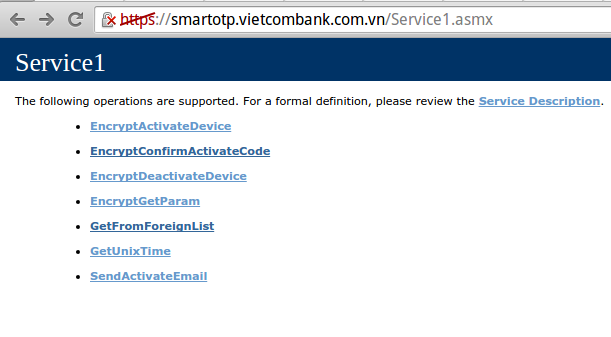 https://smartotp.vietcombank.com.vn/Service1.asmx
Service1
The following operations are supported. For a formal definition, please review the Service Description.
EncryptActivateDevice
EncryptConfirmActivateCode
EncryptDeactivateDevice
EncryptGetParam
GetFromForeignList
GetUnixTime
SendActivateEmail